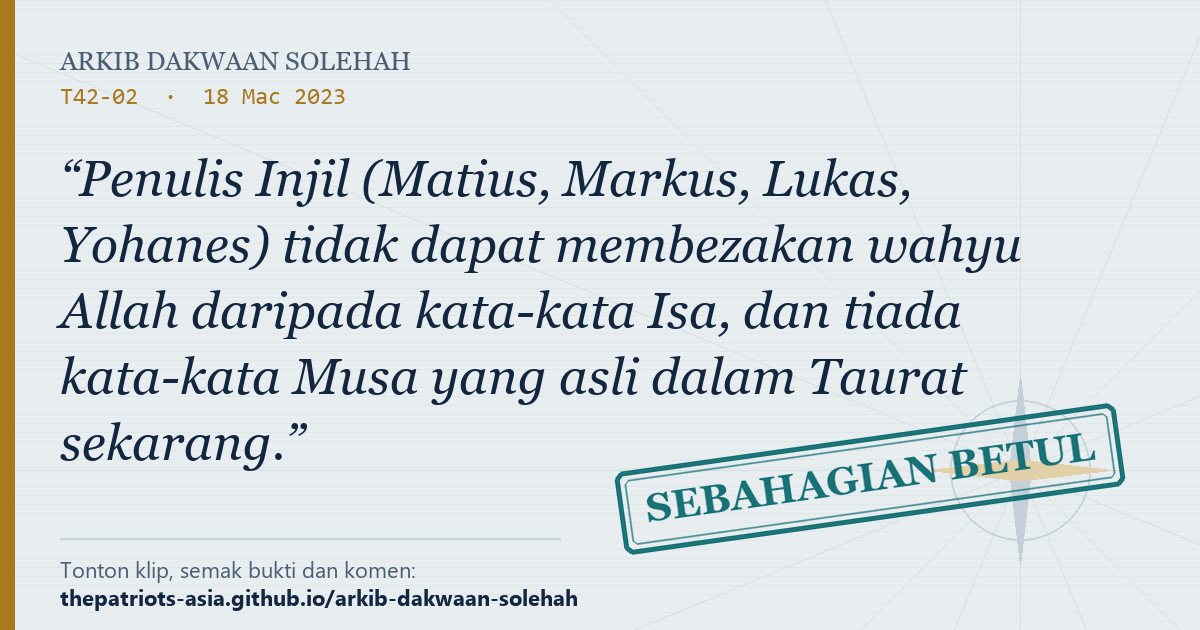 ARKIB DAKWAAN SOLEHAH
T42-02 · 18 Mac 2023
“Penulis Injil (Matius, Markus, Lukas,
Yohanes) tidak dapat membezakan wahyu
Allah daripada kata-kata Isa, dan tiada
kata-kata Musa yang asli dalam Taurat
sekarang.”
SEBAHAGIAN BETUL
Tonton klip, semak bukti dan komen:
thepatriots-asia.github.io/arkib-dakwaan-solehah